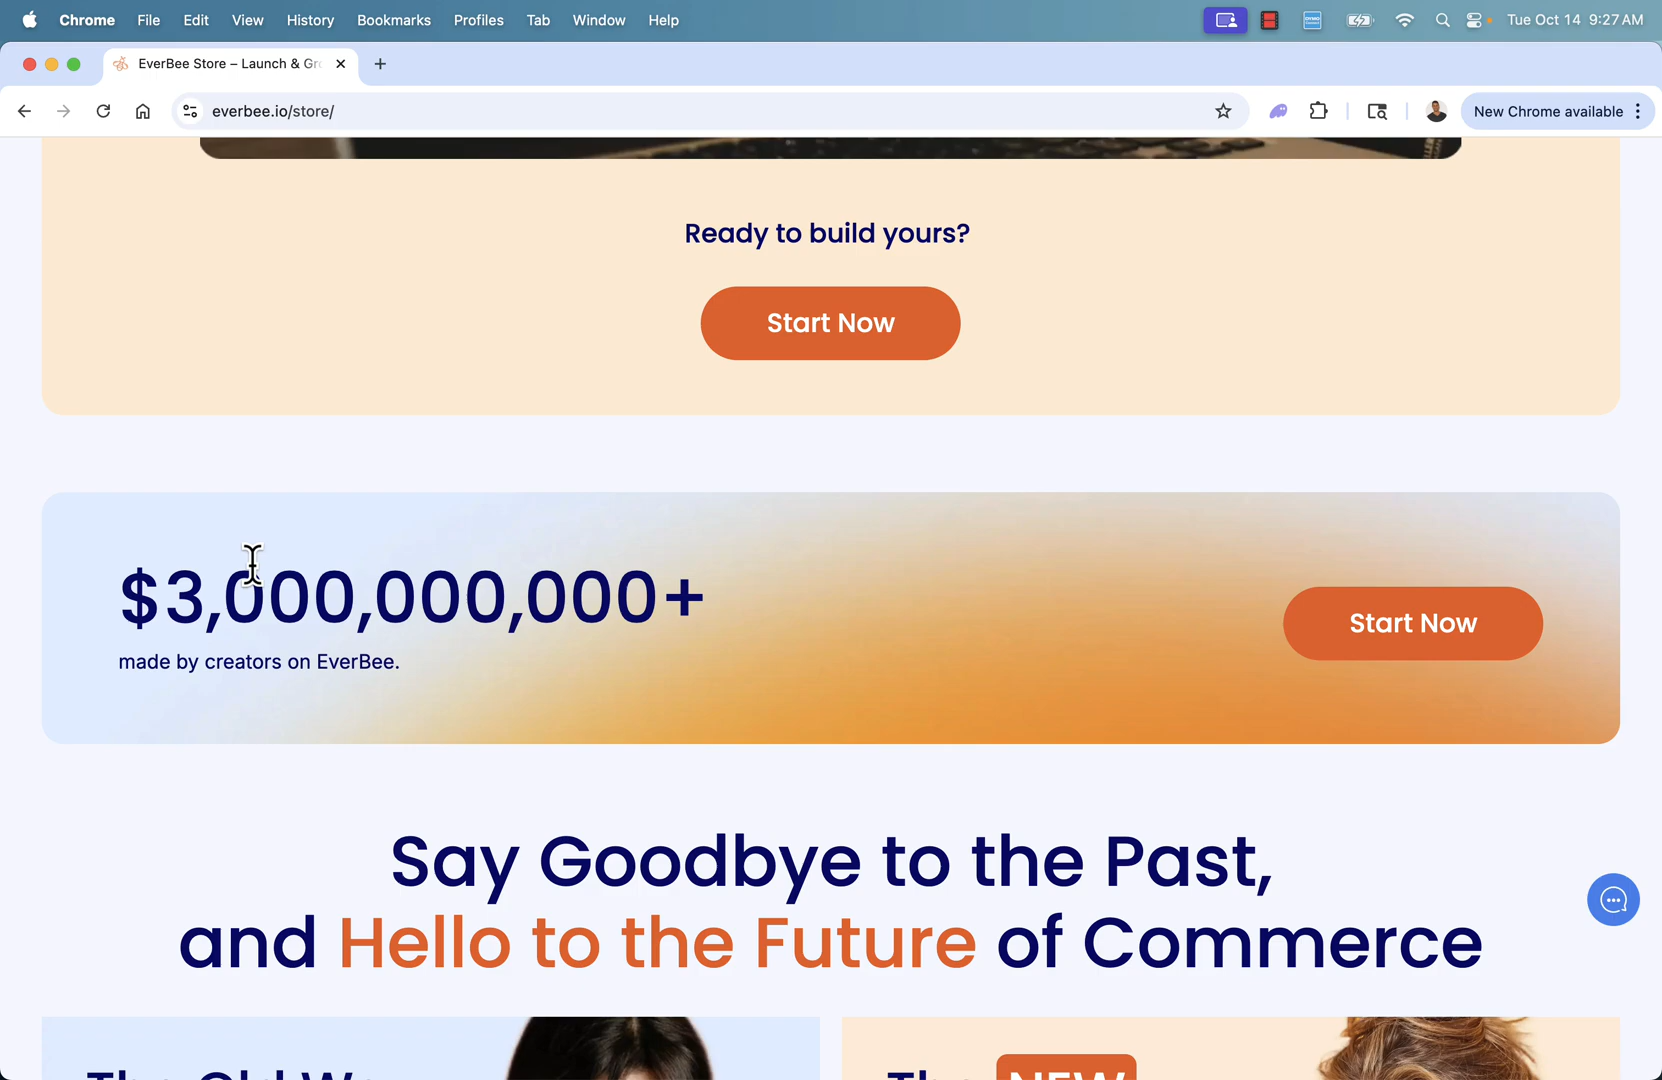 Chrome File Edit View History Bookmarks Profiles Tab Window Help Tue Oct 14 9:27 AM
EverBee Store – Launch & Gr
everbee.io/store/ New Chrome available
Ready to build yours?
Start Now
$3,000,000,000+
made by creators on EverBee.
Start Now
Say Goodbye to the Past,
and Hello to the Future of Commerce
The Old W
The NEW